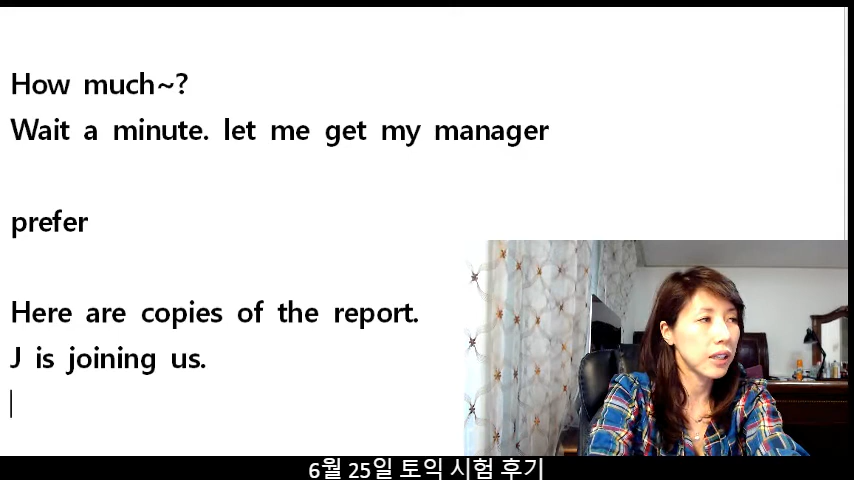 How much~?
Wait a minute. let me get my manager
prefer
Here are copies of the report.
J is joining us.
6월 25일 토익 시험 후기